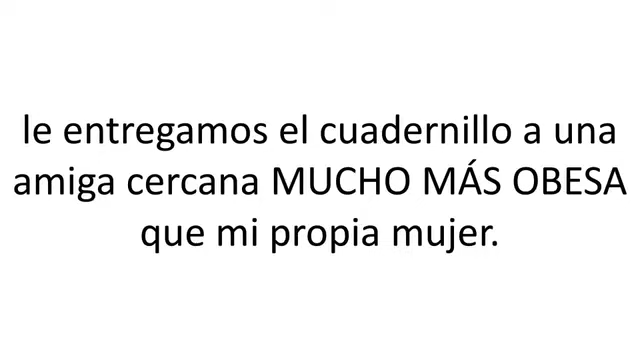 le entregamos el cuadernillo a una
amiga cercana MUCHO MÁS OBESA
que mi propia mujer.